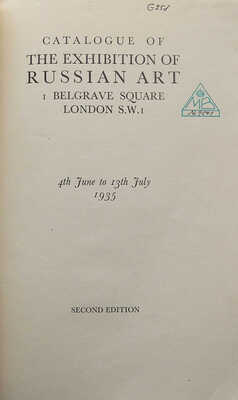 CATALOGUE OF
THE EXHIBITION OF
RUSSIAN ART
1 BELGRAVE SQUARE
LONDON S.W.1
4th June to 13th July
1935
SECOND EDITION